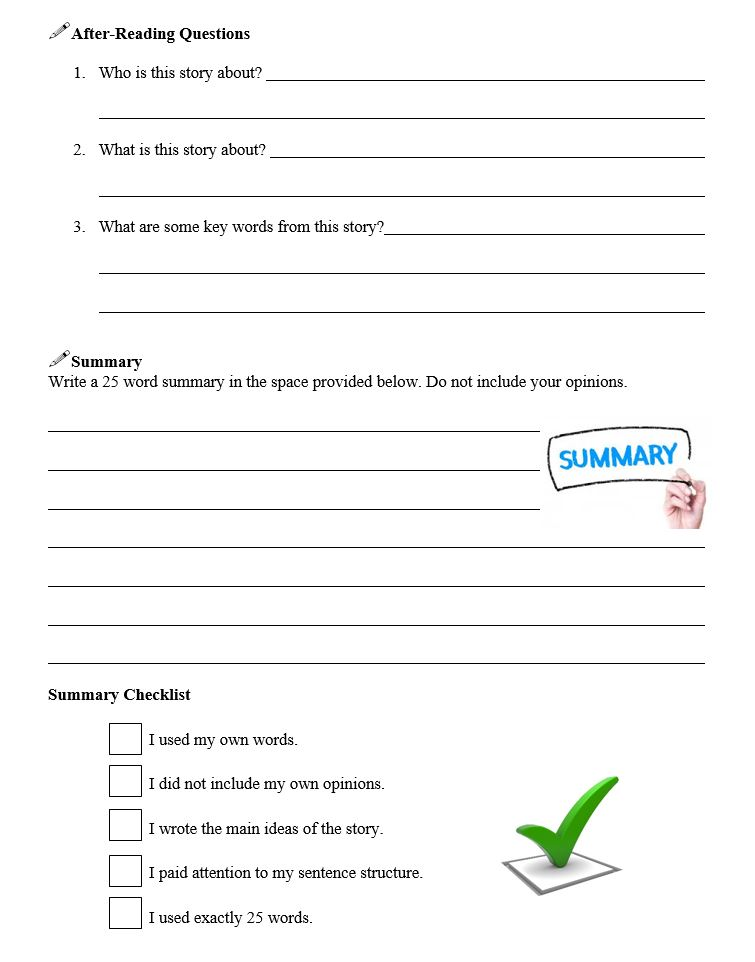 After-Reading Questions
1. Who is this story about?
2. What is this story about?
3. What are some key words from this story?
Summary
Write a 25 word summary in the space provided below. Do not include your opinions.
SUMMARY
Summary Checklist
I used my own words.
I did not include my own opinions.
I wrote the main ideas of the story.
I paid attention to my sentence structure.
I used exactly 25 words.